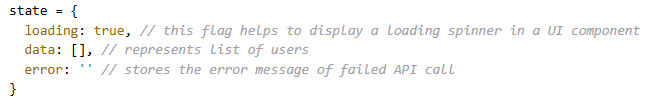 state = {
  loading: true, // this flag helps to display a loading spinner in a UI component
  data: [], // represents list of users
  error: '' // stores the error message of failed API call
}